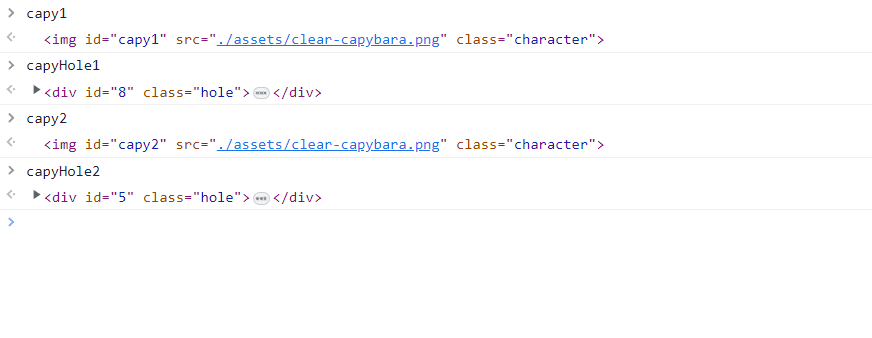 capy1
<img id="capy1" src="./assets/clear-capybara.png" class="character">
capyHole1
<div id="8" class="hole">…</div>
capy2
<img id="capy2" src="./assets/clear-capybara.png" class="character">
capyHole2
<div id="5" class="hole">…</div>